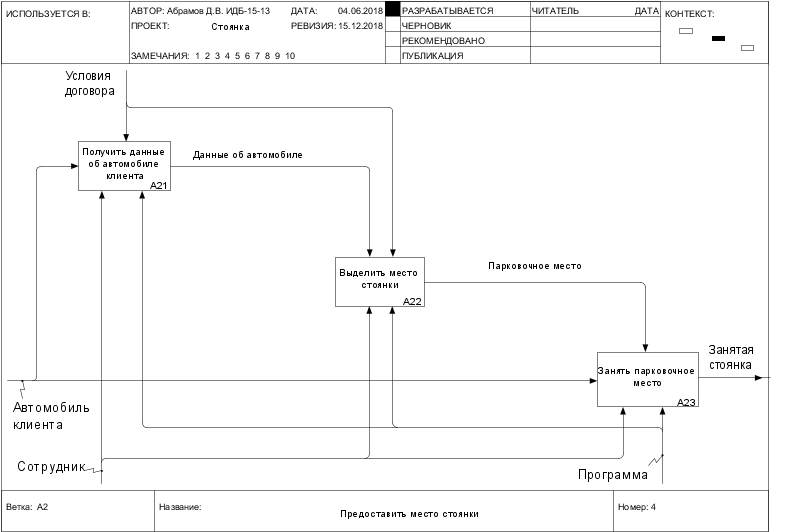 ИСПОЛЬЗУЕТСЯ В:
АВТОР: Абрамов Д.В. ИДБ-15-13
ДАТА: 04.06.2018
ПРОЕКТ: Стоянка
РЕВИЗИЯ: 15.12.2018
ЗАМЕЧАНИЯ: 1 2 3 4 5 6 7 8 9 10
РАЗРАБАТЫВАЕТСЯ
ЧЕРНОВИК
РЕКОМЕНДОВАНО
ПУБЛИКАЦИЯ
ЧИТАТЕЛЬ ДАТА
КОНТЕКСТ:
Условия
договора
Получить данные
об автомобиле
клиента
A21
Данные об автомобиле
Выделить место
стоянки
A22
Парковочное место
Занять парковочное
место
A23
Занятая
стоянка
Автомобиль
клиента
Сотрудник
Программа
Ветка: A2
Название: Предоставить место стоянки
Номер: 4